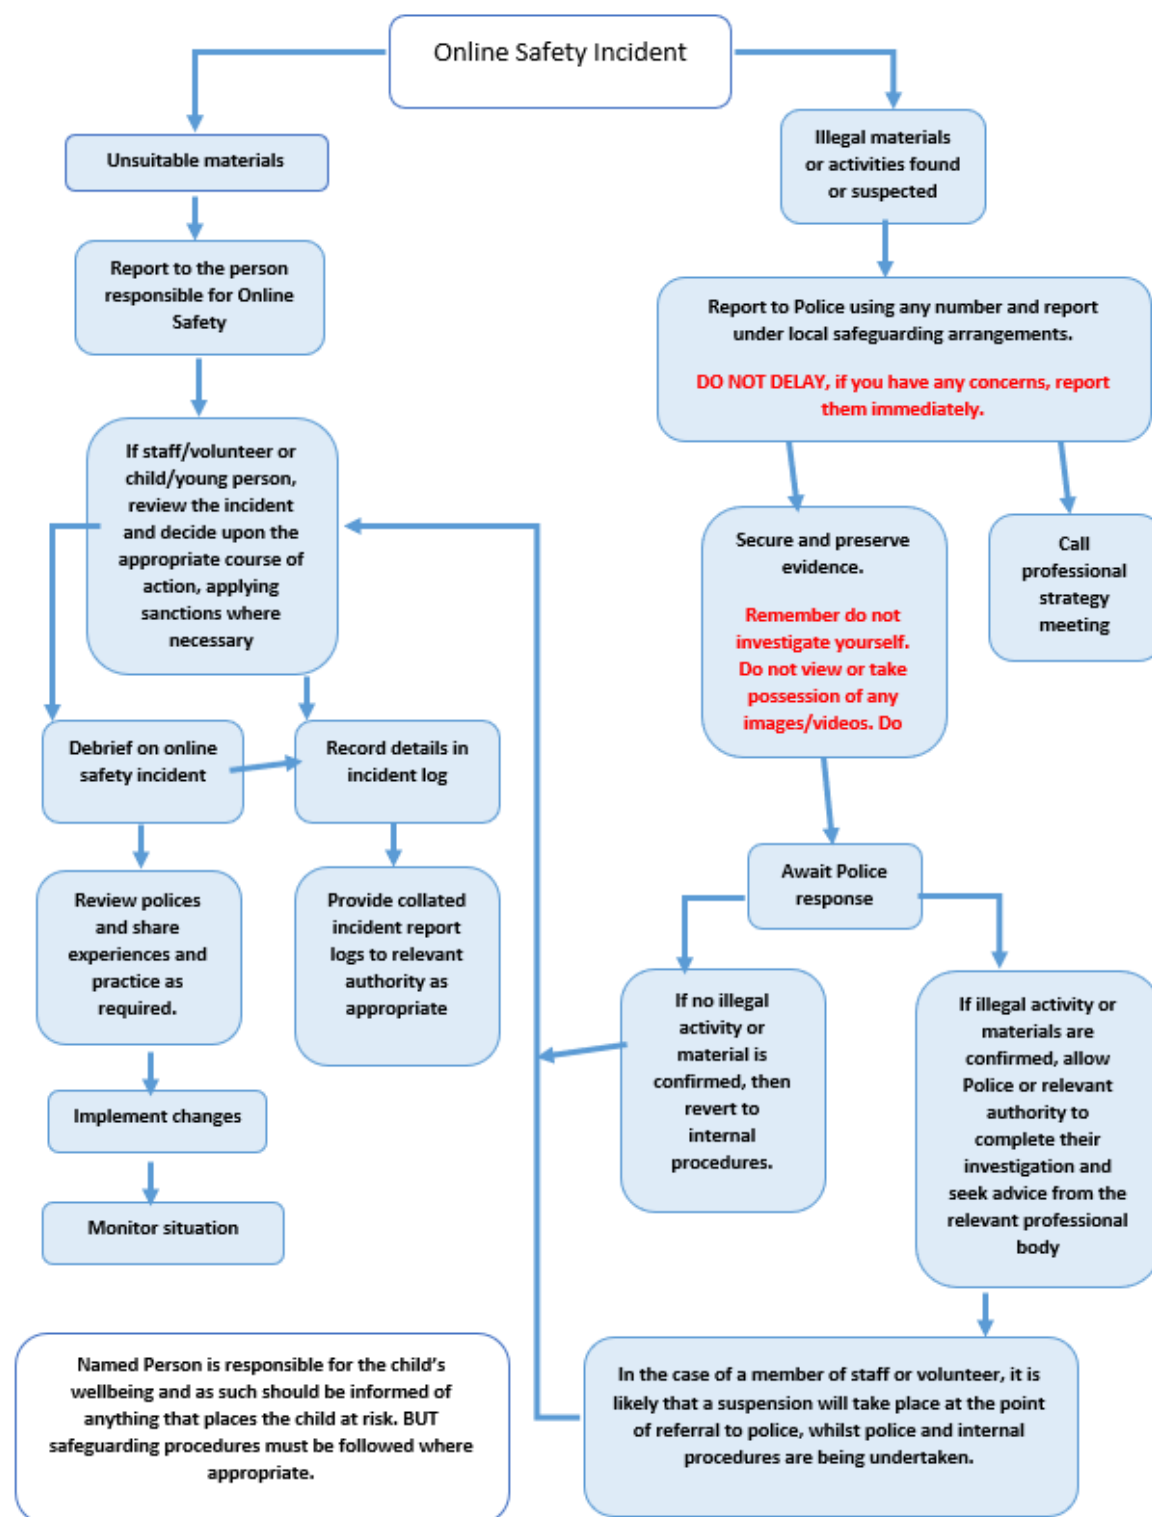 Online Safety Incident
Unsuitable materials
Report to the person
responsible for Online
Safety
If staff/volunteer or
child/young person,
review the incident
and decide upon the
appropriate course of
action, applying
sanctions where
necessary
Debrief on online
safety incident
Record details in
incident log
Review polices
and share
experiences and
practice as
required.
Provide collated
incident report
logs to relevant
authority as
appropriate
Implement changes
Monitor situation
Illegal materials
or activities found
or suspected
Report to Police using any number and report
under local safeguarding arrangements.
DO NOT DELAY, if you have any concerns, report
them immediately.
Secure and preserve
evidence.
Remember do not
investigate yourself.
Do not view or take
possession of any
images/videos. Do
Call
professional
strategy
meeting
Await Police
response
If no illegal
activity or
material is
confirmed, then
revert to
internal
procedures.
If illegal activity or
materials are
confirmed, allow
Police or relevant
authority to
complete their
investigation and
seek advice from the
relevant professional
body
In the case of a member of staff or volunteer, it is
likely that a suspension will take place at the point
of referral to police, whilst police and internal
procedures are being undertaken.
Named Person is responsible for the child's
wellbeing and as such should be informed of
anything that places the child at risk. BUT
safeguarding procedures must be followed where
appropriate.